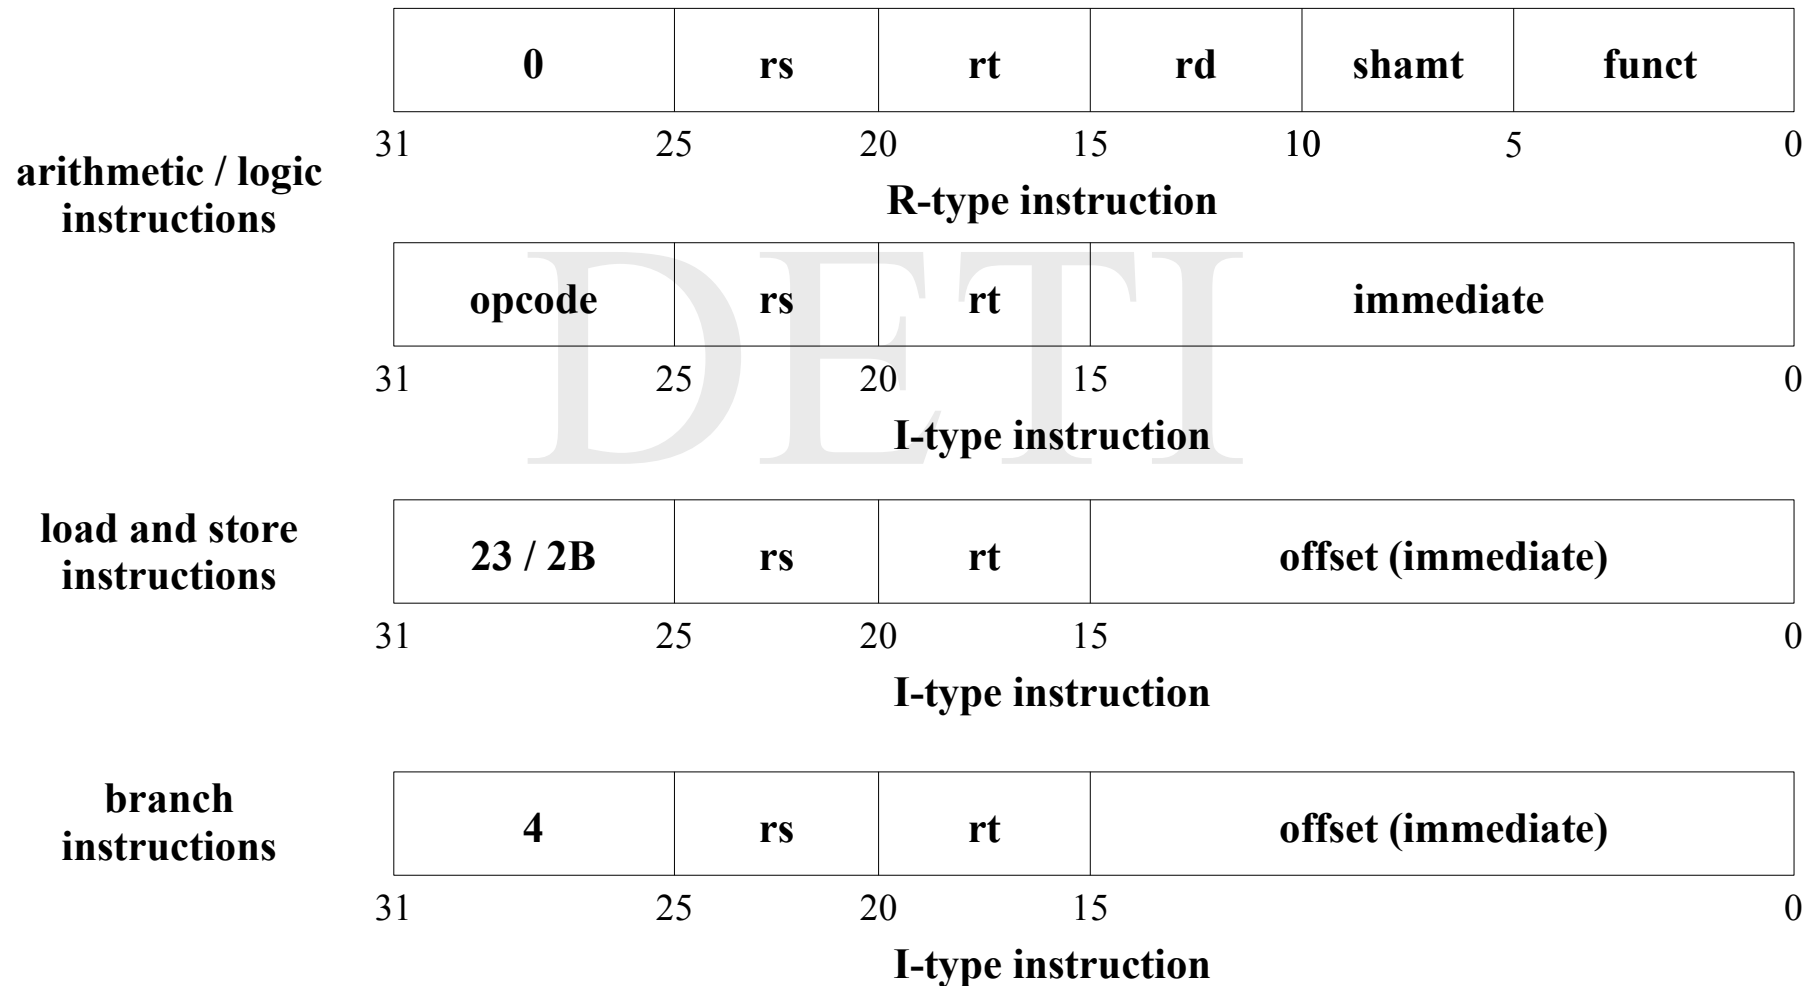 0 rs rt rd shamt funct
31 25 20 15 10 5 0
arithmetic / logic
instructions
R-type instruction
opcode rs rt immediate
31 25 20 15 0
I-type instruction
DETI
load and store
instructions
23 / 2B rs rt offset (immediate)
31 25 20 15 0
I-type instruction
branch
instructions
4 rs rt offset (immediate)
31 25 20 15 0
I-type instruction